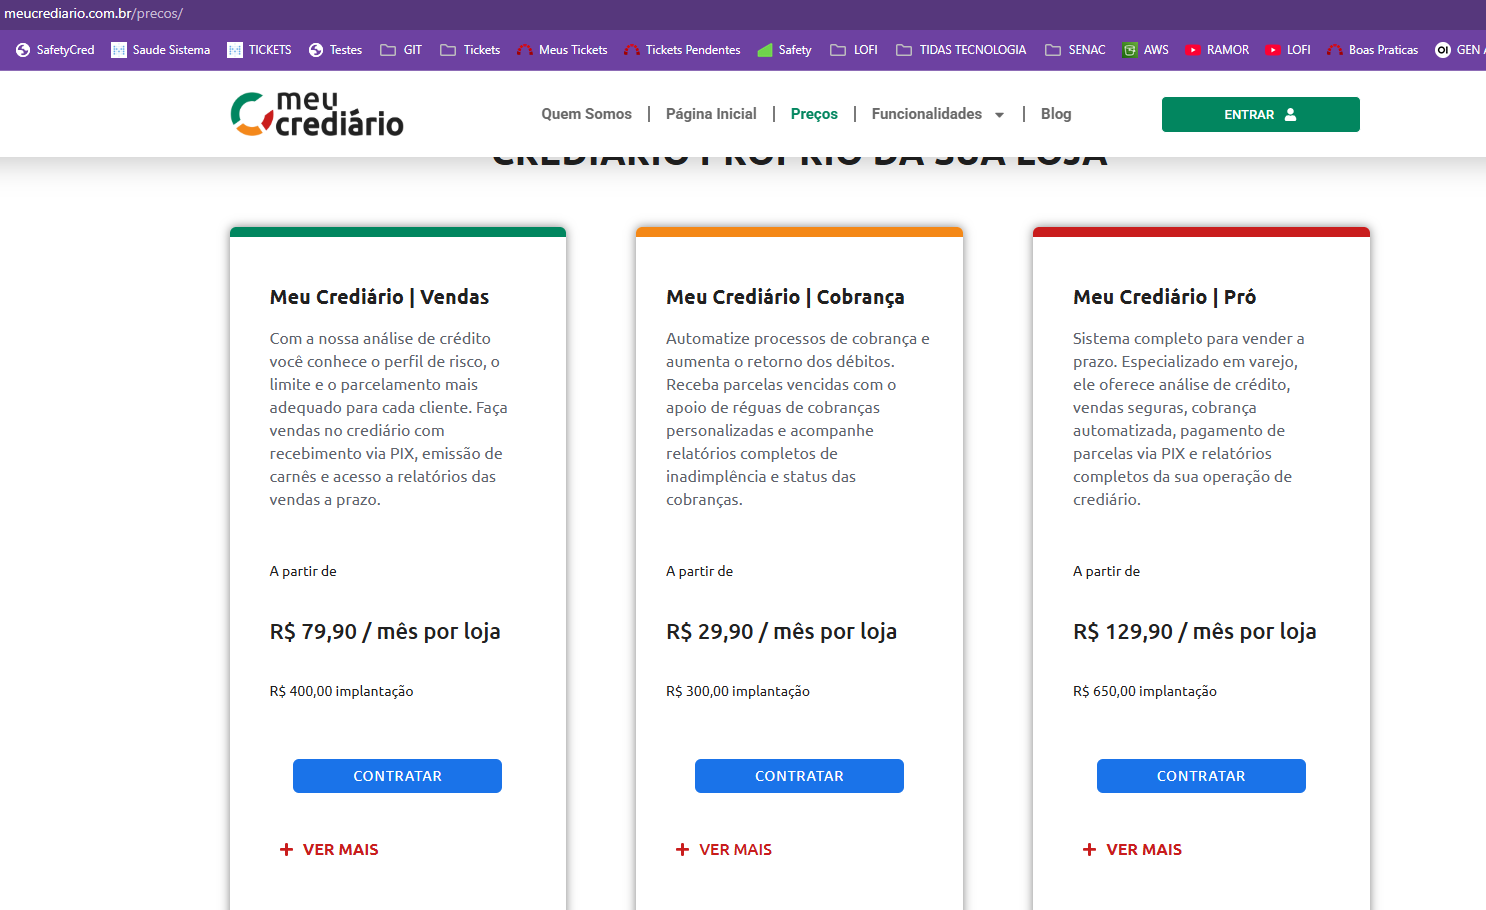 meucrediario.com.br/precos/
SafetyCred Saude Sistema TICKETS Testes GIT Tickets Meus Tickets Tickets Pendentes Safety LOFI TIDAS TECNOLOGIA SENAC AWS RAMOR LOFI Boas Praticas GEN
meu crediário
Quem Somos | Página Inicial | Preços | Funcionalidades | Blog
ENTRAR
CREDIÁRIO PRÓPRIO DA SUA LOJA
Meu Crediário | Vendas
Com a nossa análise de crédito
você conhece o perfil de risco, o
limite e o parcelamento mais
adequado para cada cliente. Faça
vendas no crediário com
recebimento via PIX, emissão de
carnês e acesso a relatórios das
vendas a prazo.
A partir de
R$ 79,90 / mês por loja
R$ 400,00 implantação
CONTRATAR
+ VER MAIS
Meu Crediário | Cobrança
Automatize processos de cobrança e
aumenta o retorno dos débitos.
Receba parcelas vencidas com o
apoio de réguas de cobranças
personalizadas e acompanhe
relatórios completos de
inadimplência e status das
cobranças.
A partir de
R$ 29,90 / mês por loja
R$ 300,00 implantação
CONTRATAR
+ VER MAIS
Meu Crediário | Pró
Sistema completo para vender a
prazo. Especializado em varejo,
ele oferece análise de crédito,
vendas seguras, cobrança
automatizada, pagamento de
parcelas via PIX e relatórios
completos da sua operação de
crediário.
A partir de
R$ 129,90 / mês por loja
R$ 650,00 implantação
CONTRATAR
+ VER MAIS